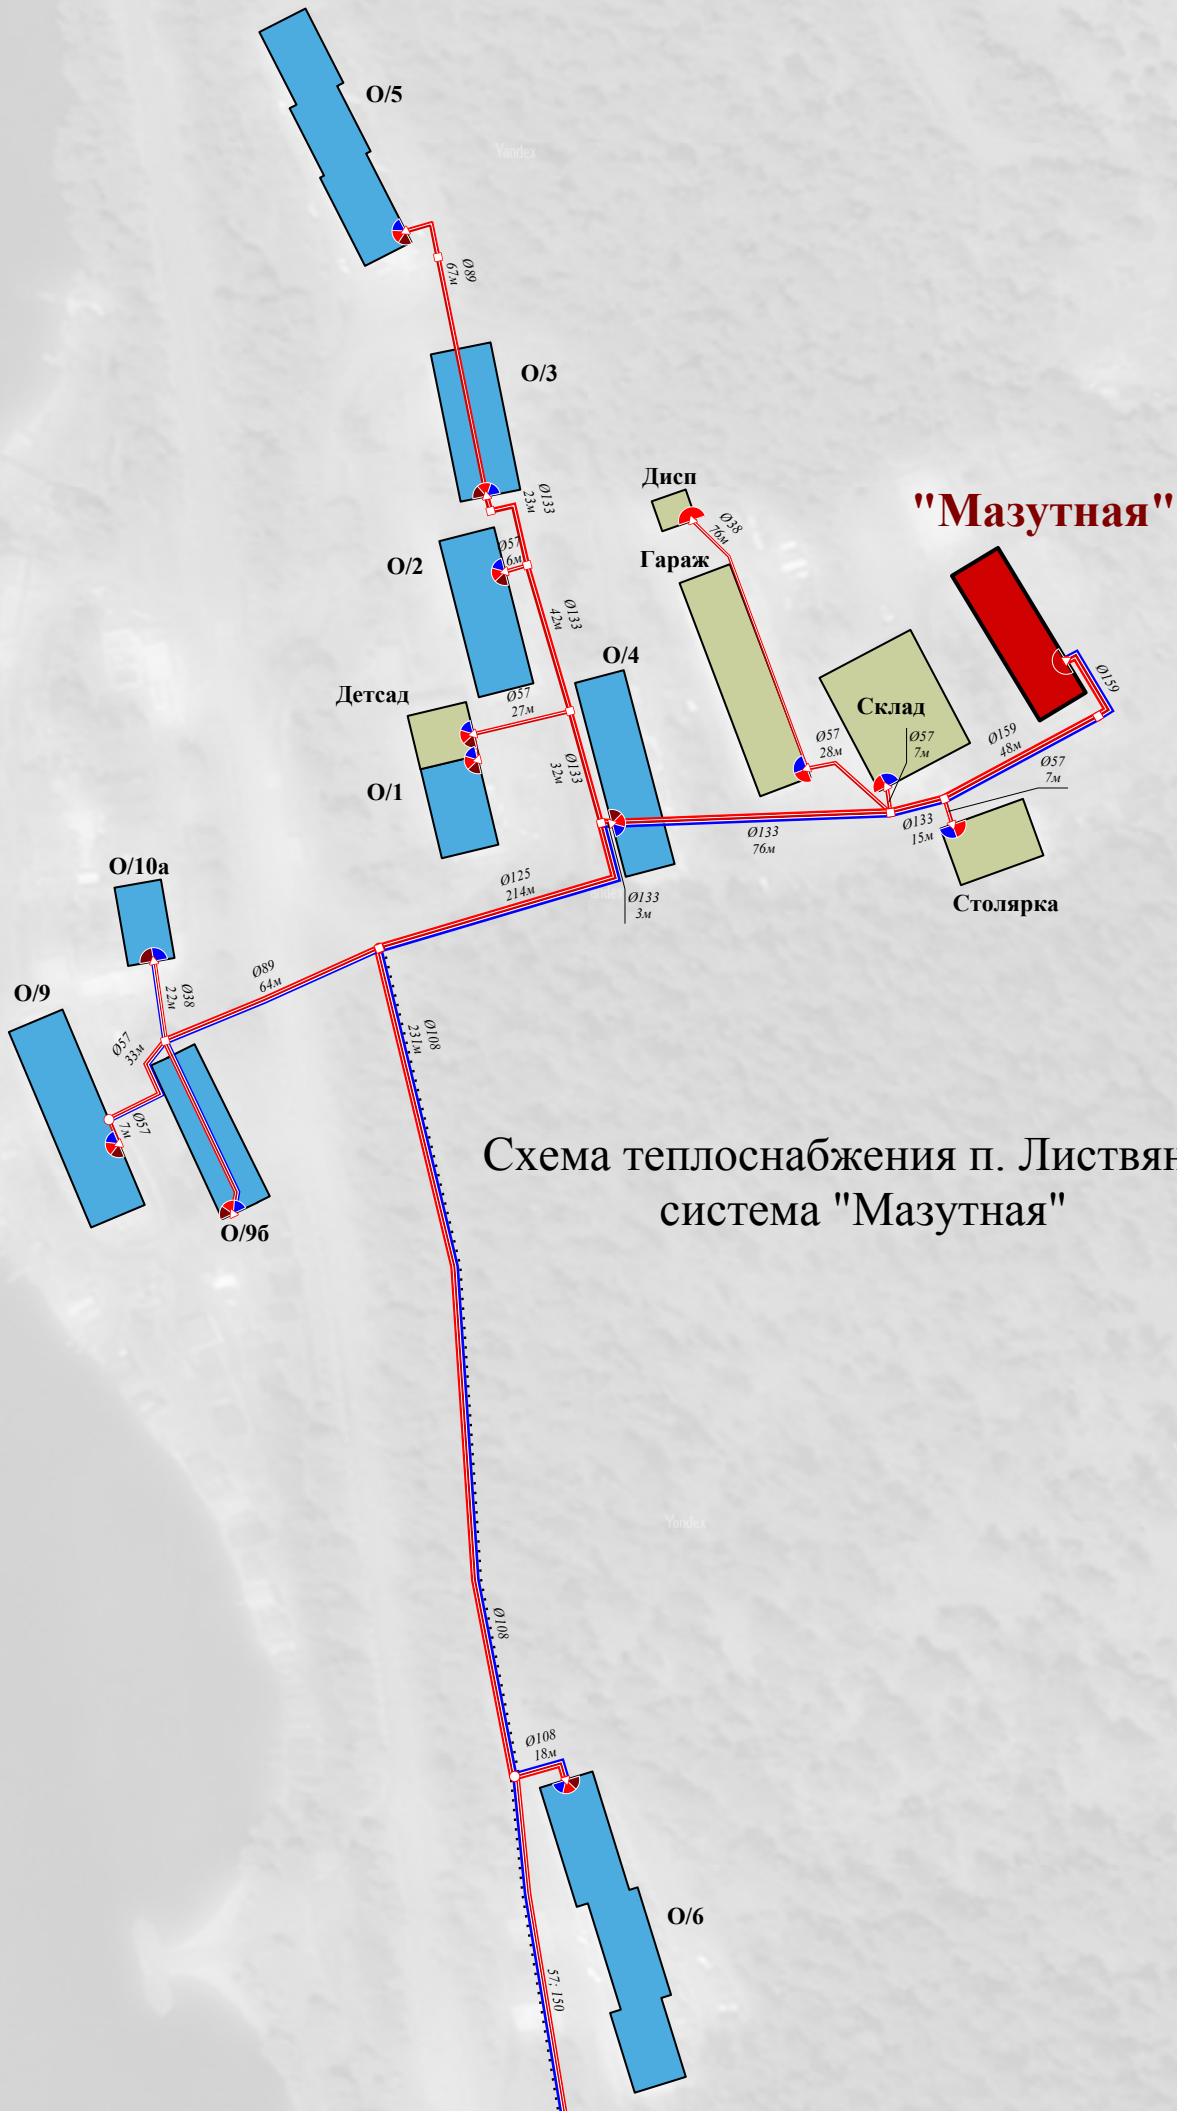 О/5
Yandex
Ø89
67м
О/3
Ø133
23м
Дисп
"Мазутная"
Ø38
76м
Ø57
6м
О/2
Гараж
Ø133
42м
О/4
Ø159
Детсад
Ø57
27м
Склад
Ø57
7м
Ø159
48м
Ø57
28м
Ø133
32м
Ø57
7м
О/1
Ø133
76м
Ø133
15м
О/10а
Ø125
214м
Ø133
3м
Столярка
О/9
Ø89
64м
Ø38
22м
Ø57
33м
Ø108
231м
Ø57
7м
Схема теплоснабжения п. Листвян
система "Мазутная"
О/9б
Yandex
Ø108
Ø108
18м
О/6
57; 150